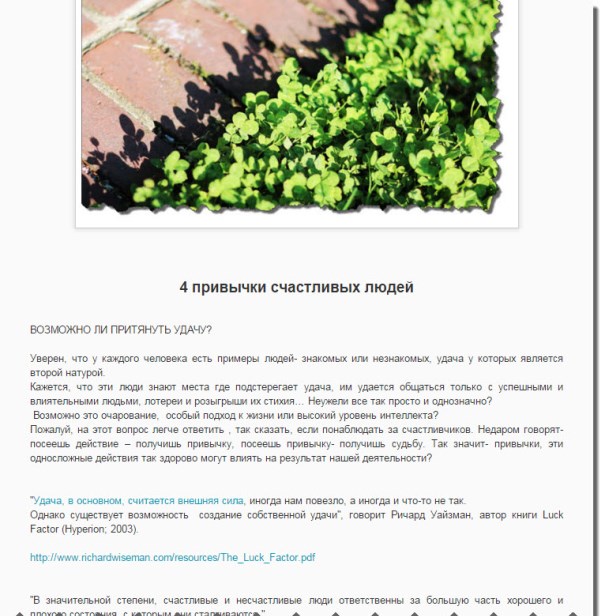 4 привычки счастливых людей
ВОЗМОЖНО ЛИ ПРИТЯНУТЬ УДАЧУ?
Уверен, что у каждого человека есть примеры людей- знакомых или незнакомых, удача у которых является
второй натурой.
Кажется, что эти люди знают места где подстерегает удача, им удается общаться только с успешными и
влиятельными людьми, лотереи и розыгрыши их стихия... Неужели все так просто и однозначно?
Возможно это очарование, особый подход к жизни или высокий уровень интеллекта?
Пожалуй, на этот вопрос легче ответить , так сказать, если понаблюдать за счастливчиков. Недаром говорят-
посеешь действие – получишь привычку, посеешь привычку- получишь судьбу. Так значит- привычки, эти
односложные действия так здорово могут влиять на результат нашей деятельности?
"Удача, в основном, считается внешняя сила, иногда нам повезло, а иногда и что-то не так.
Однако существует возможность создание собственной удачи", говорит Ричард Уайзман, автор книги Luck
Factor (Hyperion; 2003).
http://www.richardwiseman.com/resources/The_Luck_Factor.pdf
"В значительной степени, счастливые и несчастливые люди ответственны за большую часть хорошего и
плохого состояния, с которым они сталкиваются,"